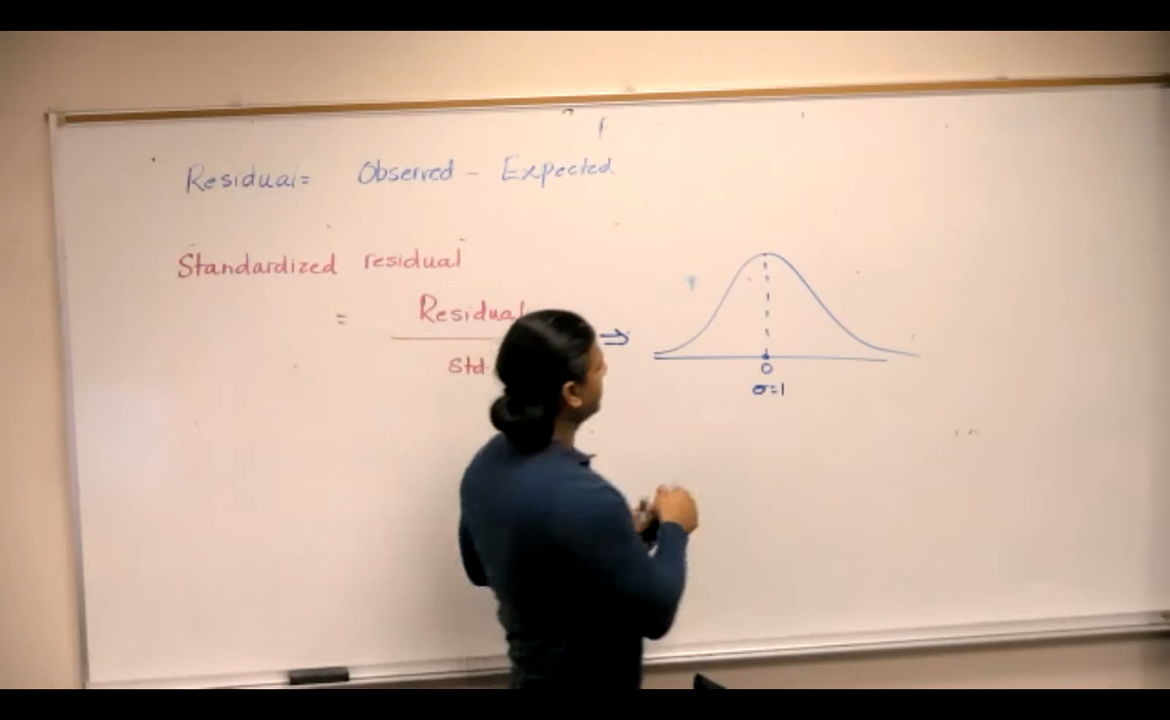 Residual= Observed - Expected
Standardized residual
= Residual
Std
⇒
0
σ=1